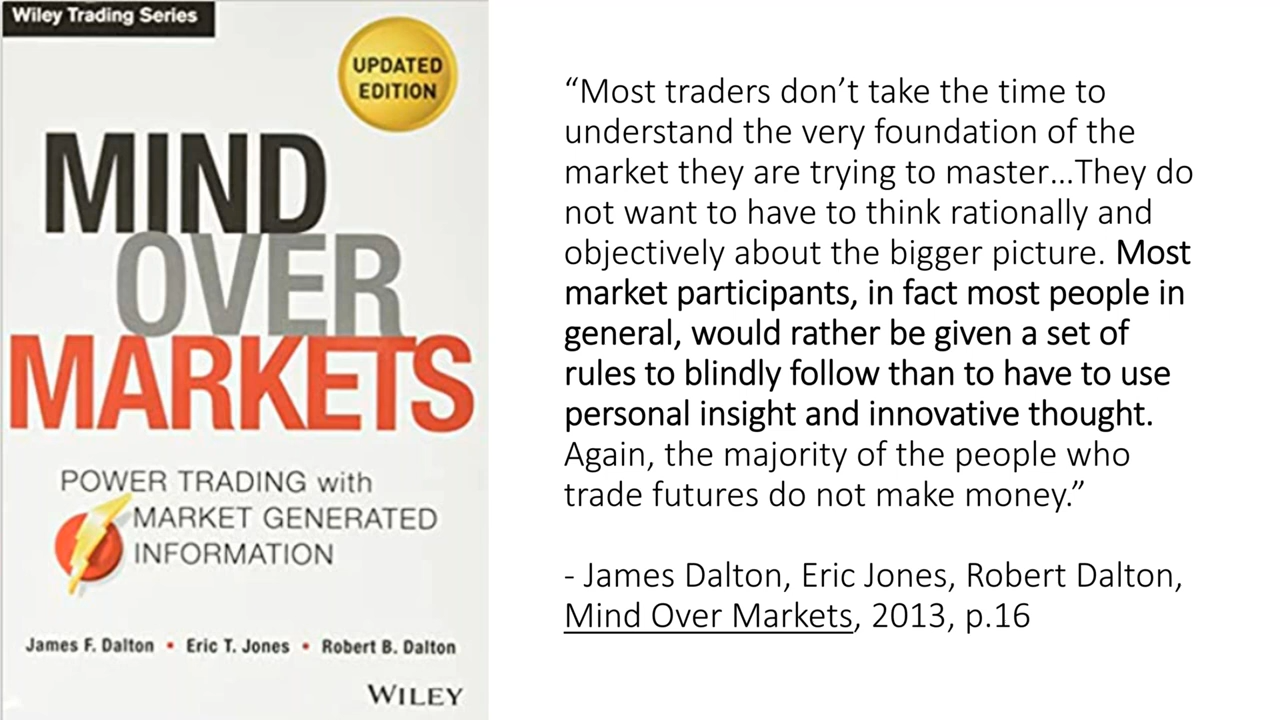 Wiley Trading Series
UPDATED
EDITION
MIND
OVER
MARKETS
POWER TRADING with
MARKET GENERATED
INFORMATION
James F. Dalton • Eric T. Jones • Robert B. Dalton
WILEY
“Most traders don’t take the time to
understand the very foundation of the
market they are trying to master…They do
not want to have to think rationally and
objectively about the bigger picture. Most
market participants, in fact most people in
general, would rather be given a set of
rules to blindly follow than to have to use
personal insight and innovative thought.
Again, the majority of the people who
trade futures do not make money.”
- James Dalton, Eric Jones, Robert Dalton,
Mind Over Markets, 2013, p.16